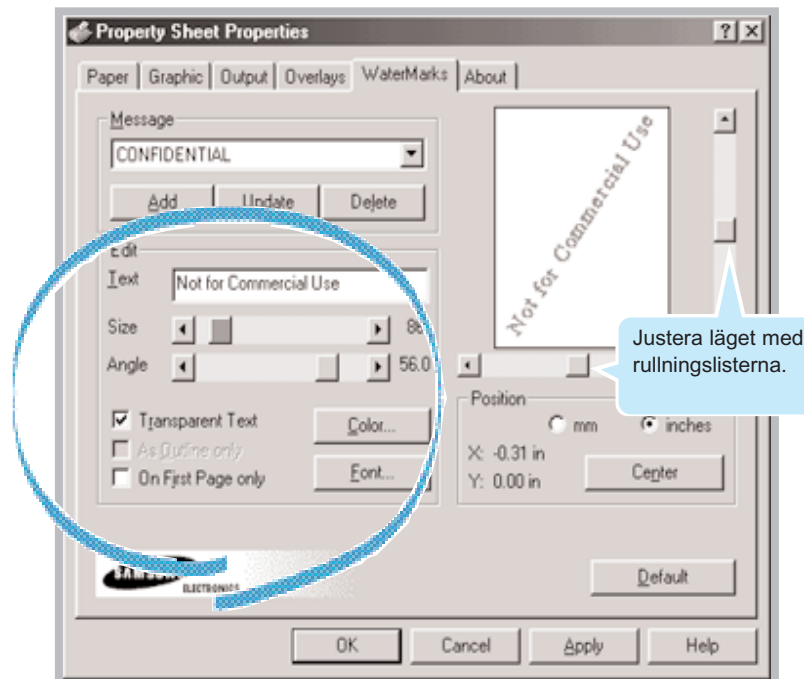 Property Sheet Properties
Paper Graphic Output Overlays WaterMarks About
Message
CONFIDENTIAL
Add Update Delete
Edit
Text Not for Commercial Use
Size
Angle 56.0
Transparent Text
As Outline only
On First Page only
Color...
Font...
Not for Commercial Use
Justera läget med
rullningslisterna.
Position
mm inches
X: -0.31 in
Y: 0.00 in
Center
ELECTRONICS
Default
OK Cancel Apply Help